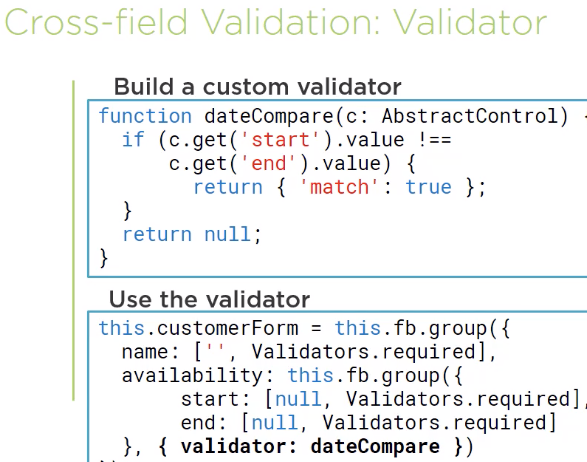 Cross-field Validation: Validator
Build a custom validator
function dateCompare(c: AbstractControl)
if (c.get('start').value !==
c.get('end').value) {
return { 'match': true };
}
return null;
}
Use the validator
this.customerForm = this.fb.group({
name: ['', Validators.required],
availability: this.fb.group({
start: [null, Validators.required],
end: [null, Validators.required]
}, { validator: dateCompare })